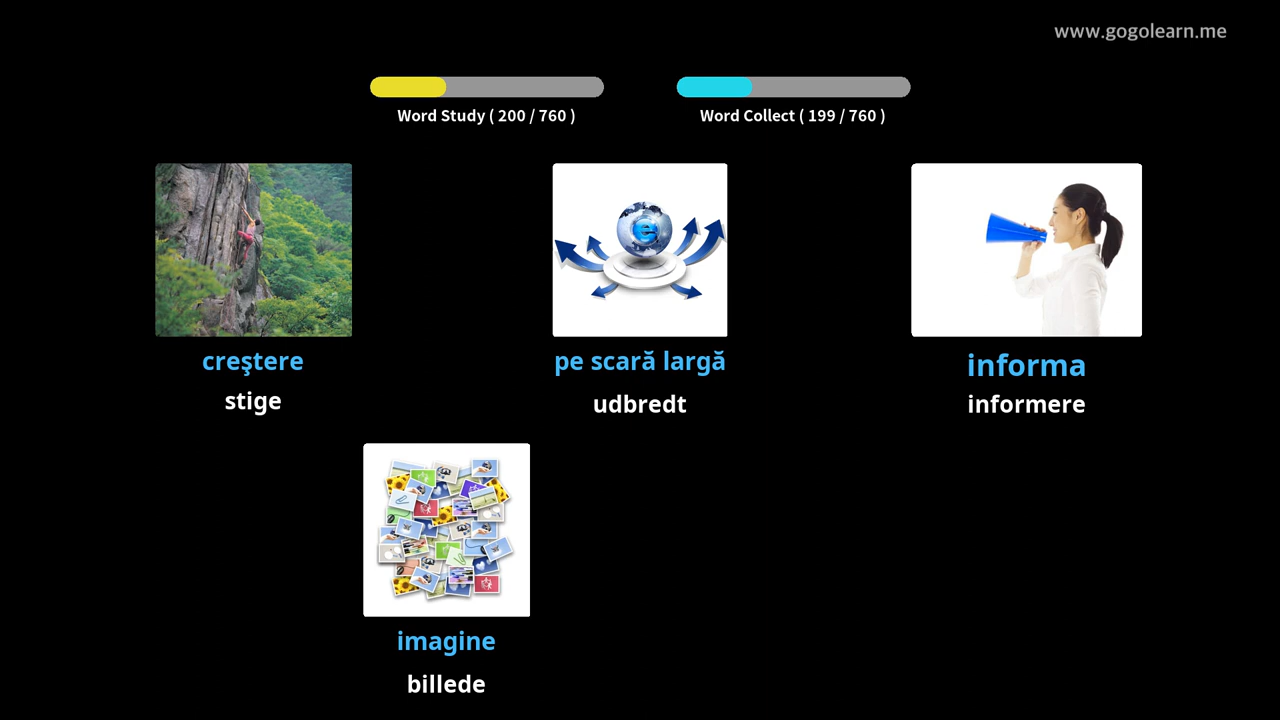 www.gogolearn.me
Word Study ( 200 / 760 )
Word Collect ( 199 / 760 )
creştere
stige
pe scară largă
udbredt
informa
informere
imagine
billede